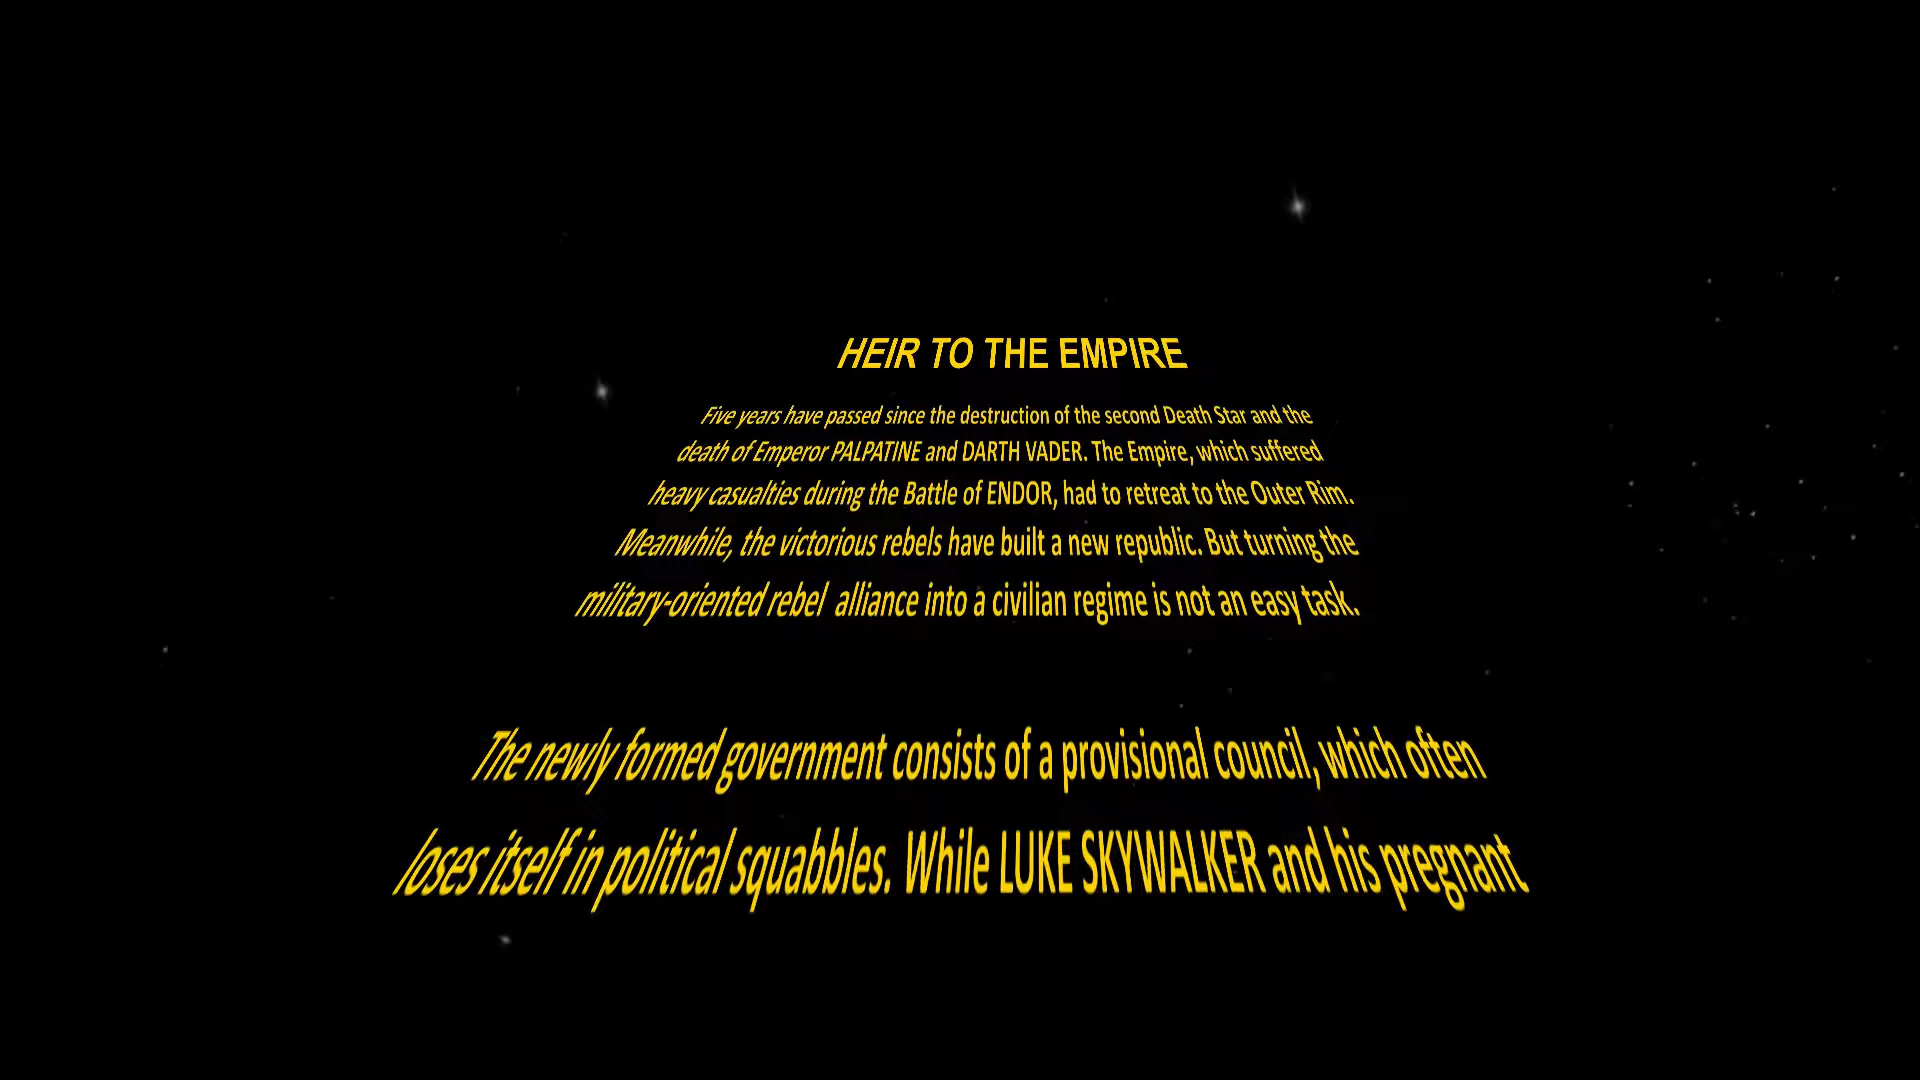 HEIR TO THE EMPIRE
Five years have passed since the destruction of the second Death Star and the
death of Emperor PALPATINE and DARTH VADER. The Empire, which suffered
heavy casualties during the Battle of ENDOR, had to retreat to the Outer Rim.
Meanwhile, the victorious rebels have built a new republic. But turning the
military-oriented rebel alliance into a civilian regime is not an easy task.
The newly formed government consists of a provisional council, which often
loses itself in political squabbles. While LUKE SKYWALKER and his pregnant